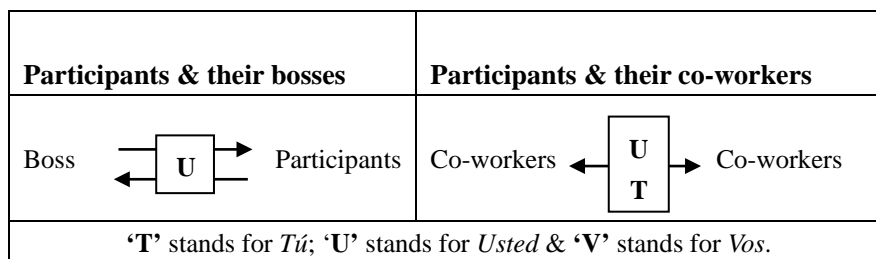 Participants & their bosses
Participants & their co-workers
Boss
U
Participants
Co-workers
U
T
Co-workers
‘T’ stands for Tú; ‘U’ stands for Usted & ‘V’ stands for Vos.